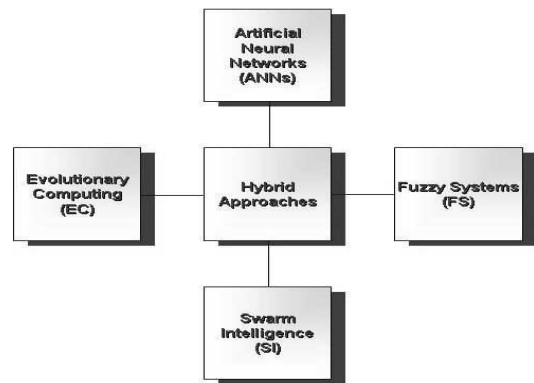 Artificial
Neural
Networks
(ANNs)
Evolutionary
Computing
(EC)
Hybrid
Approaches
Fuzzy Systems
(FS)
Swarm
Intelligence
(SI)